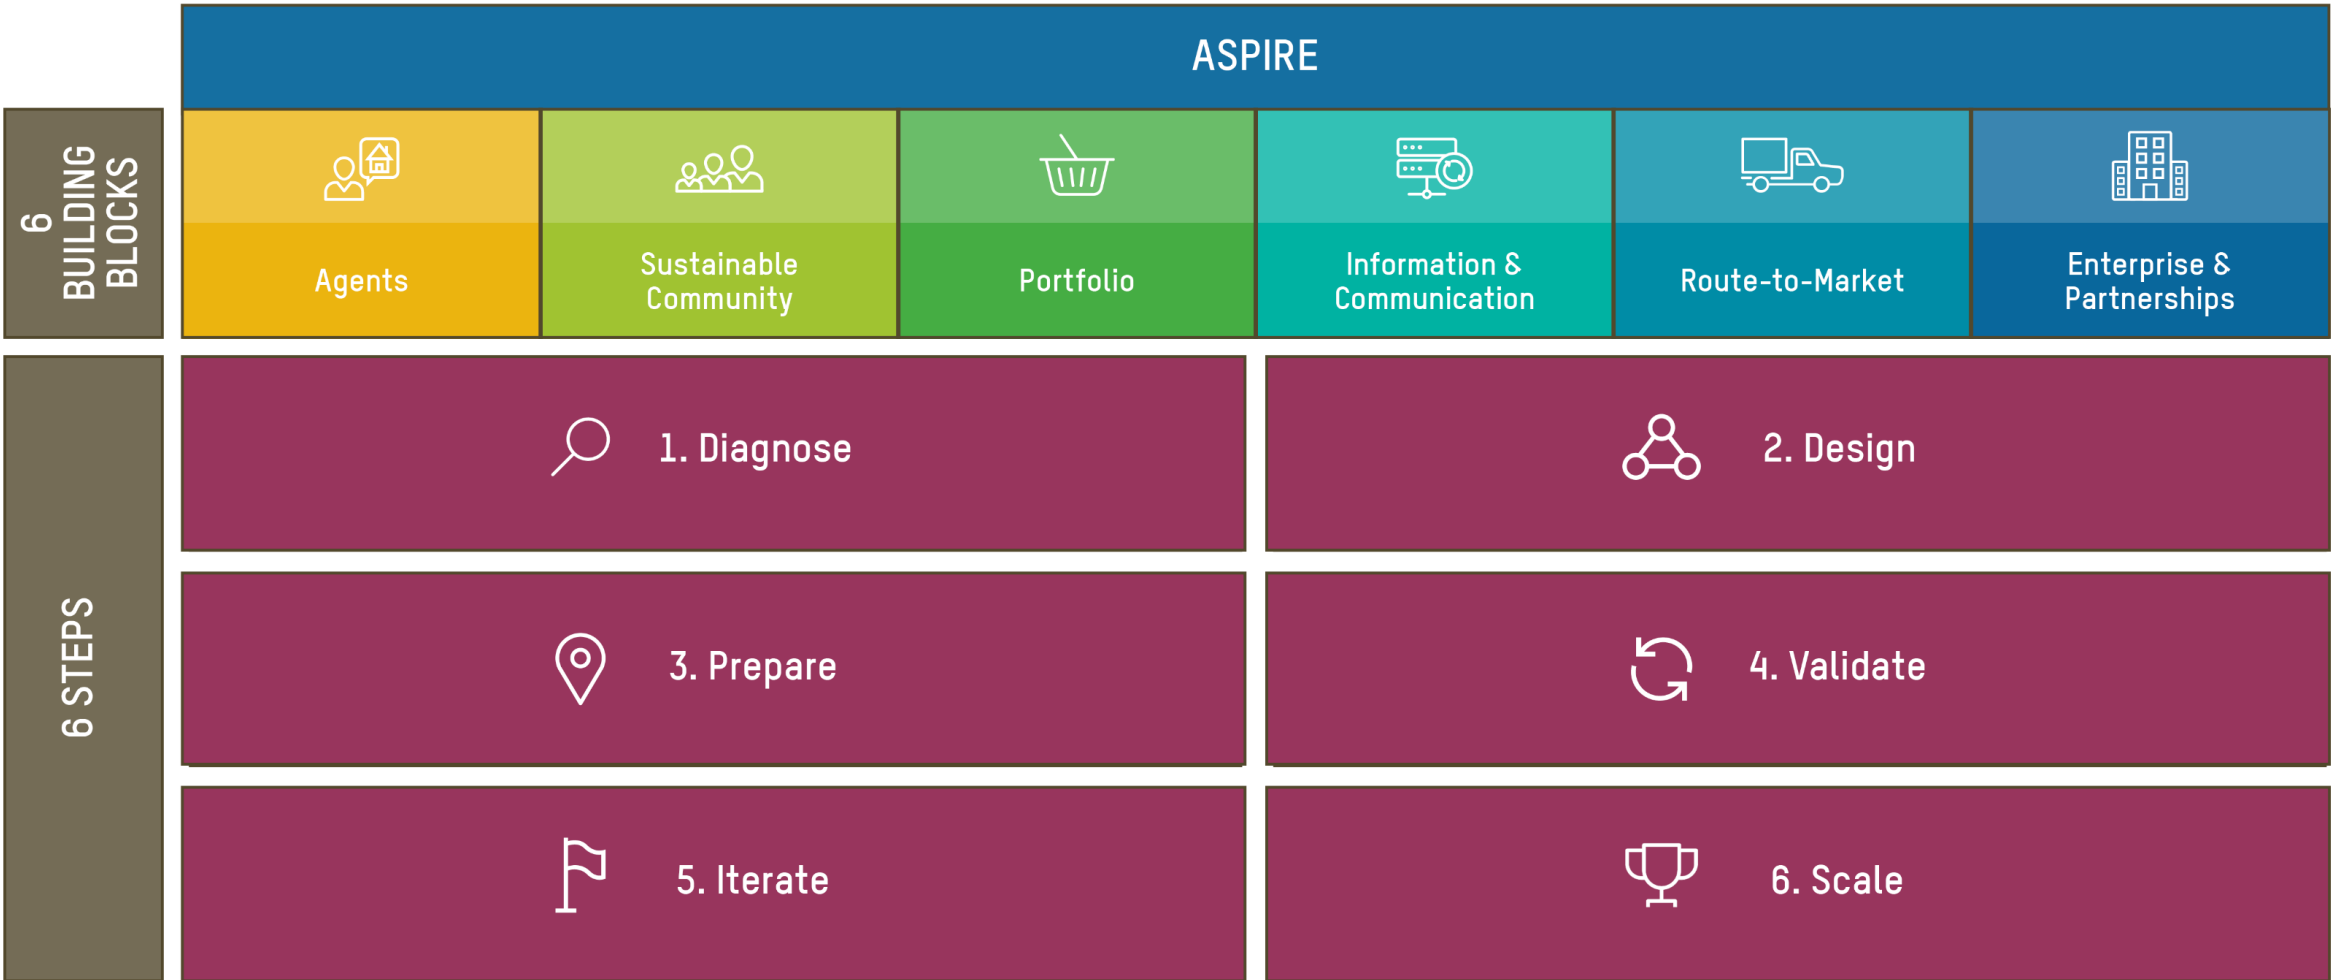 ASPIRE
6
BUILDING
BLOCKS
Agents
Sustainable
Community
Portfolio
Information &
Communication
Route-to-Market
Enterprise &
Partnerships
6 STEPS
1. Diagnose
2. Design
3. Prepare
4. Validate
5. Iterate
6. Scale